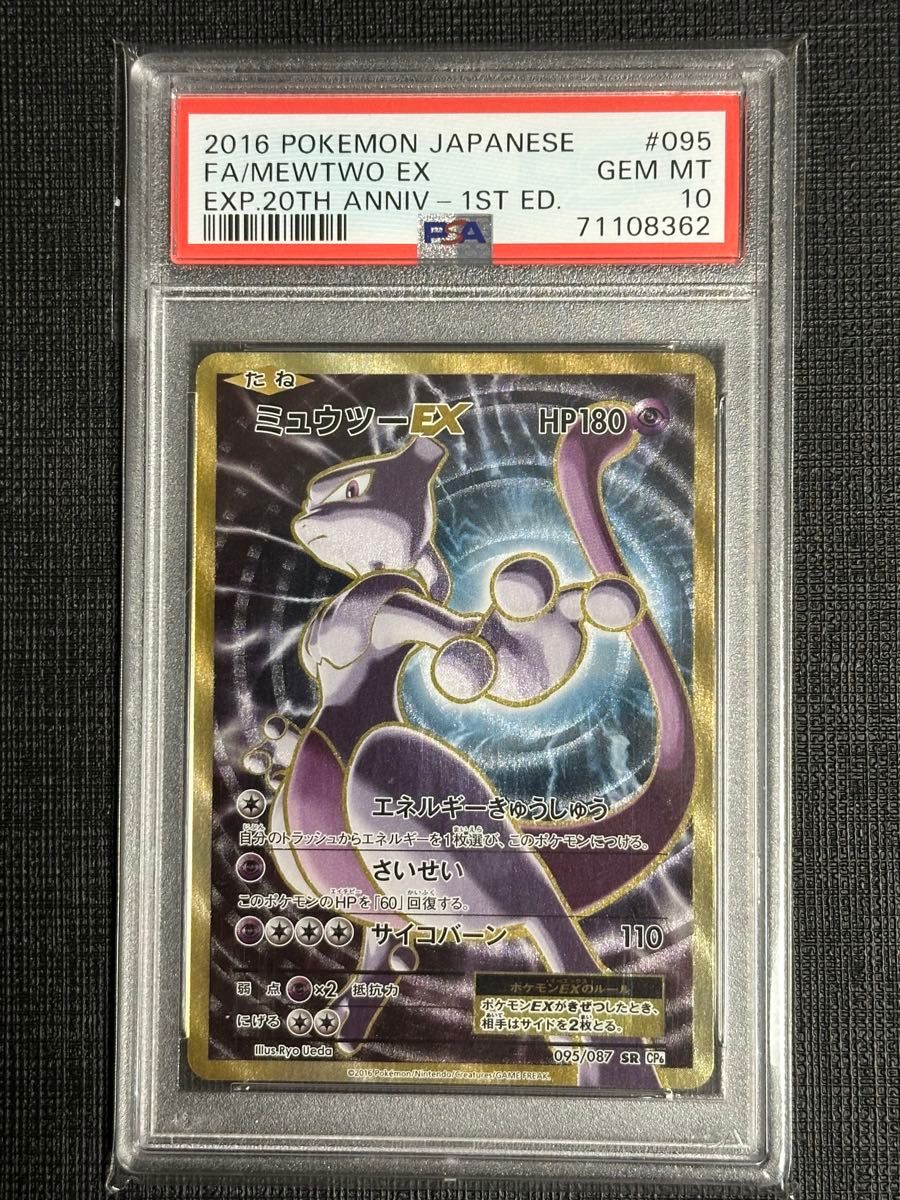 2016 POKEMON JAPANESE #095
FA/MEWTWO EX GEM MT
EXP.20TH ANNIV - 1ST ED. 10
PSA 71108362
たね
ミュウツーEX HP180
エネルギーきゅうしゅう
自分のトラッシュからエネルギーを1枚選び、このポケモンにつける。
さいせい
このポケモンのHPを「60」回復する。
サイコバーン 110
弱点 ×2 抵抗力
にげる
ポケモンEXのルール
ポケモンEXがきぜつしたとき、
相手はサイドを2枚とる。
Illus.Ryo Ueda
095/087 SR CP6
©2016 Pokémon/Nintendo/Creatures/GAME FREAK.